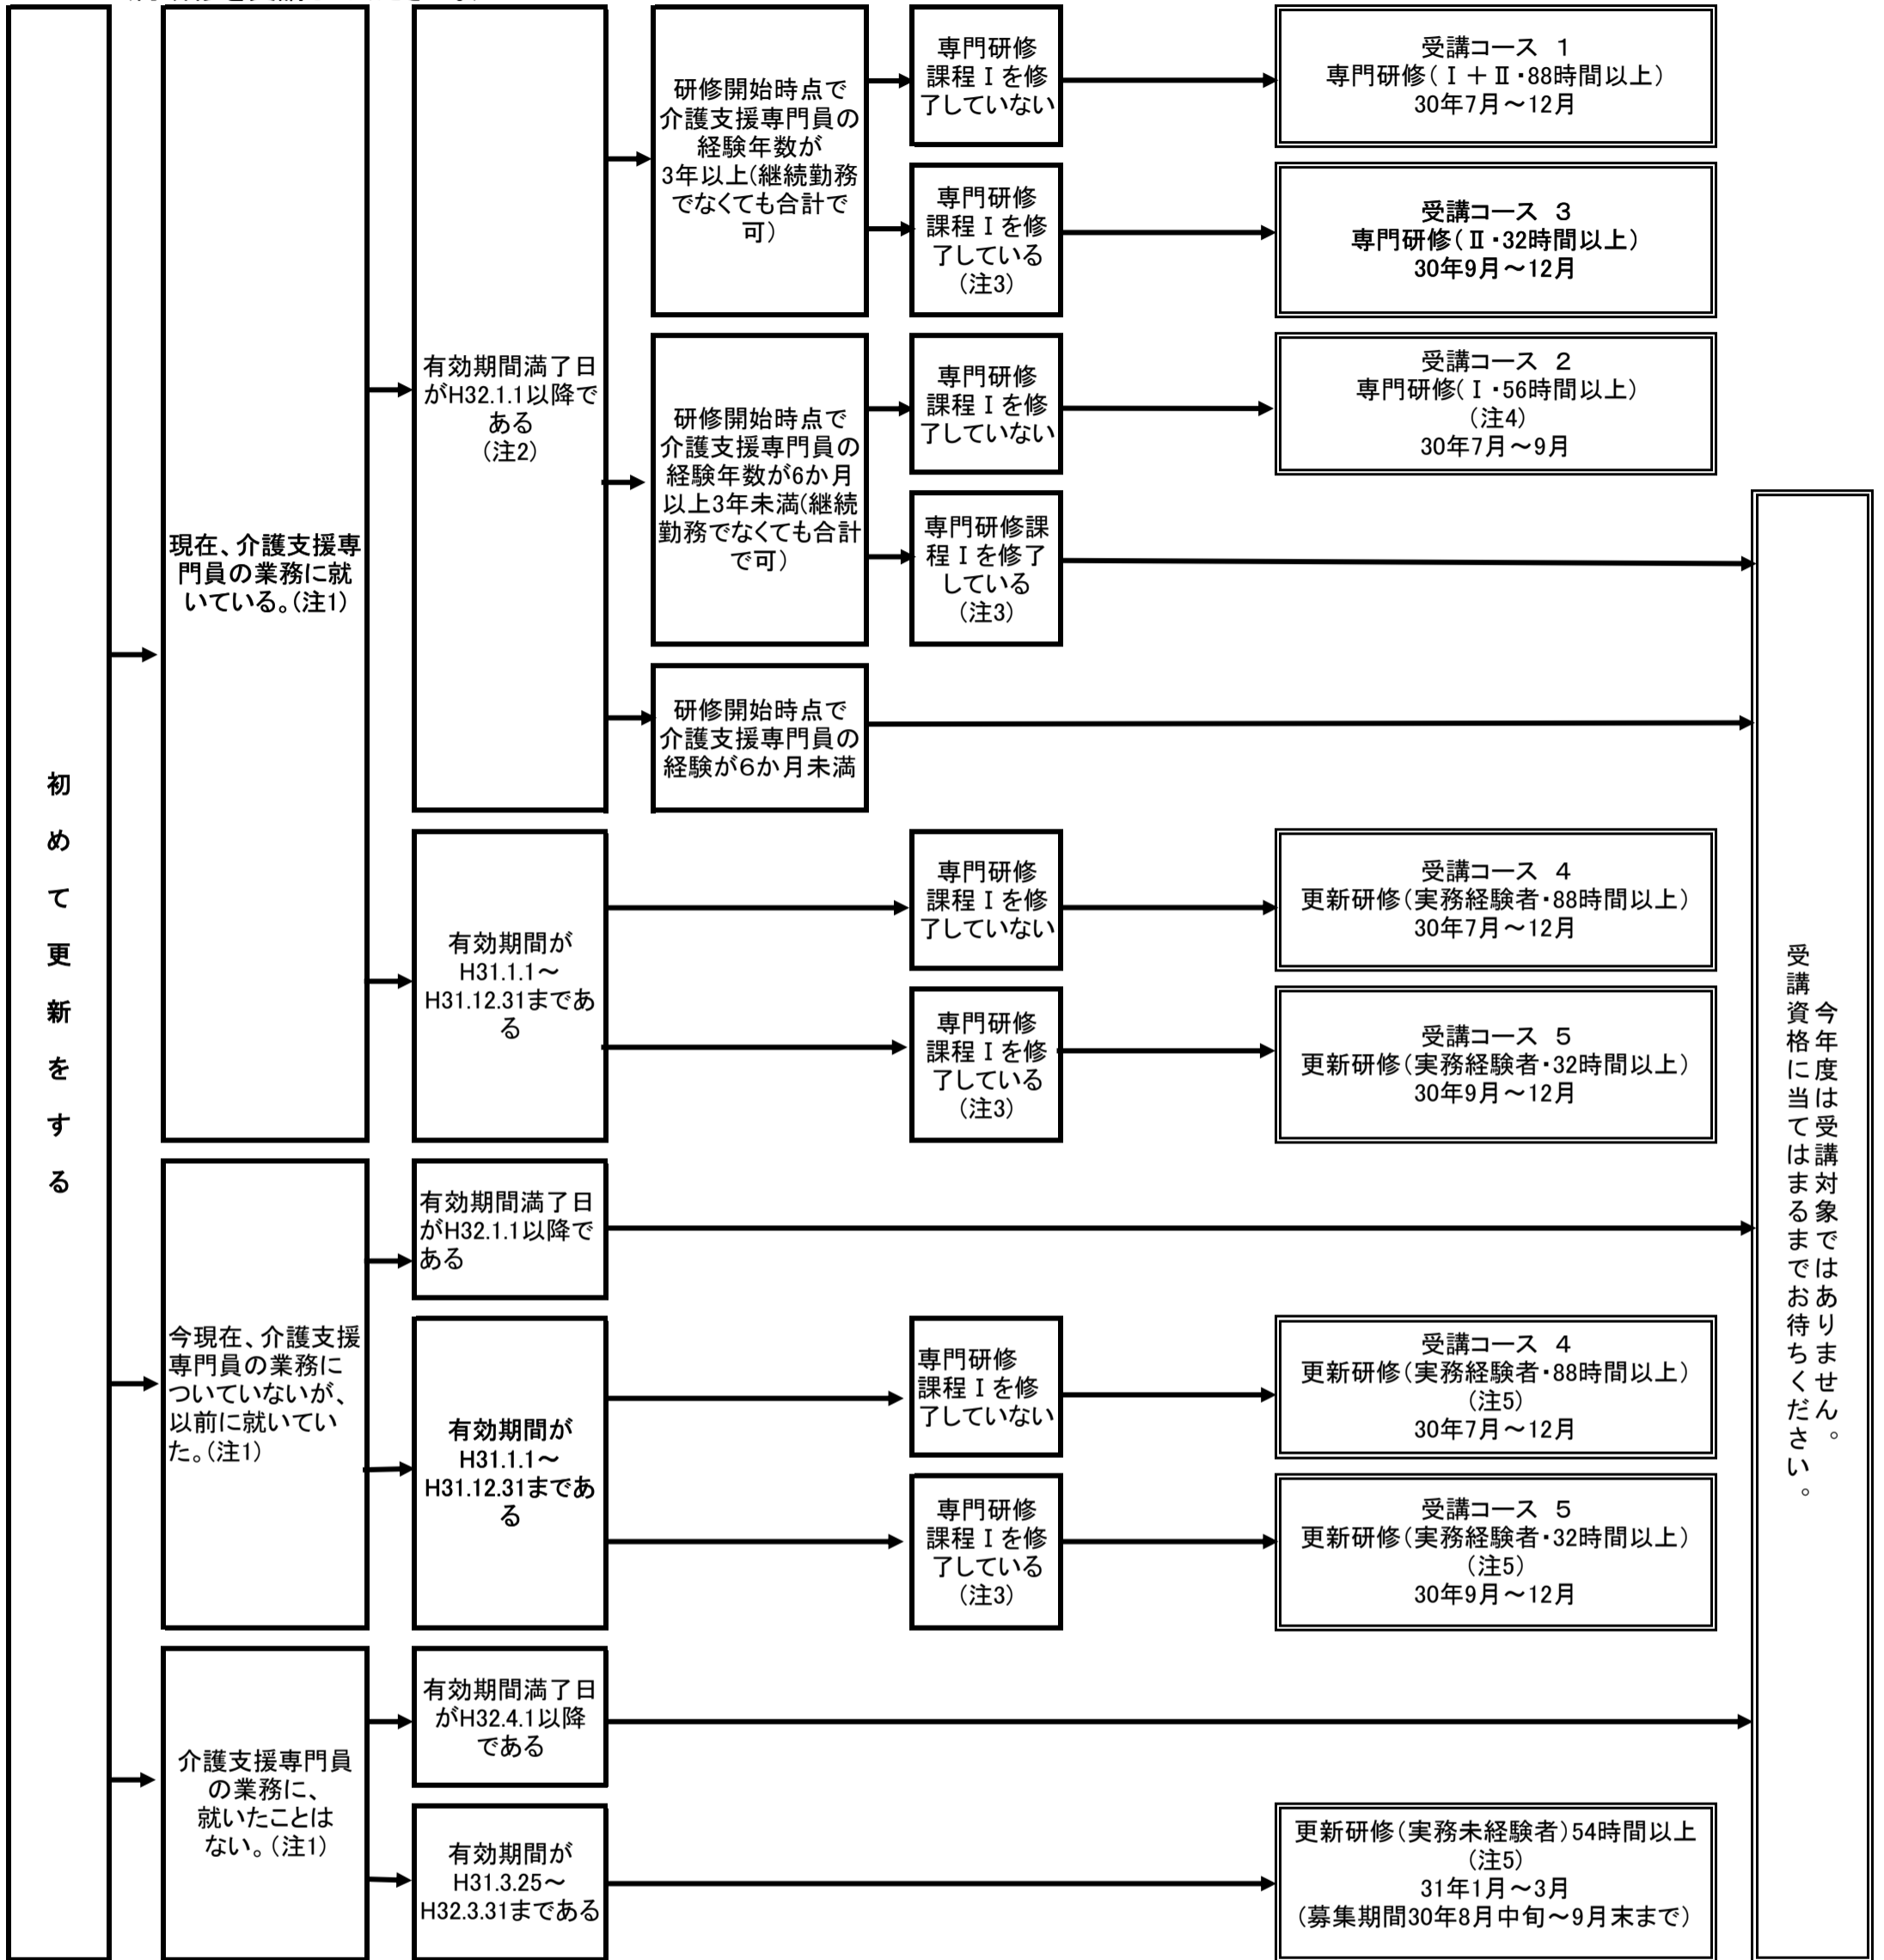 初めて更新をする
現在、介護支援専
門員の業務に就
いている。(注1)
有効期間満了日
がH32.1.1以降で
ある
(注2)
研修開始時点で
介護支援専門員の
経験年数が
3年以上(継続勤務
でなくても合計で
可)
専門研修
課程Ⅰを修
了していない
受講コース 1
専門研修(Ⅰ+Ⅱ・88時間以上)
30年7月~12月
専門研修
課程Ⅰを修
了している
(注3)
受講コース 3
専門研修(Ⅱ・32時間以上)
30年9月~12月
研修開始時点で
介護支援専門員の
経験年数が6か月
以上3年未満(継続
勤務でなくても合計
で可)
専門研修
課程Ⅰを修
了していない
受講コース 2
専門研修(Ⅰ・56時間以上)
(注4)
30年7月~9月
専門研修課
程Ⅰを修了
している
(注3)
研修開始時点で
介護支援専門員の
経験が6か月未満
有効期間が
H31.1.1~
H31.12.31まであ
る
専門研修
課程Ⅰを修
了していない
受講コース 4
更新研修(実務経験者・88時間以上)
30年7月~12月
専門研修
課程Ⅰを修
了している
(注3)
受講コース 5
更新研修(実務経験者・32時間以上)
30年9月~12月
今現在、介護支援
専門員の業務に
ついていないが、
以前に就いてい
た。(注1)
有効期間満了日
がH32.1.1以降で
ある
有効期間が
H31.1.1~
H31.12.31まであ
る
専門研修
課程Ⅰを修
了していない
受講コース 4
更新研修(実務経験者・88時間以上)
(注5)
30年7月~12月
専門研修
課程Ⅰを修
了している
(注3)
受講コース 5
更新研修(実務経験者・32時間以上)
(注5)
30年9月~12月
介護支援専門員
の業務に、
就いたことは
ない。(注1)
有効期間満了日
がH32.4.1以降
である
有効期間が
H31.3.25~
H32.3.31まである
更新研修(実務未経験者)54時間以上
(注5)
31年1月~3月
(募集期間30年8月中旬~9月末まで)
今年度は受講対象ではありません。
受講資格に当てはまるまでお待ちください。